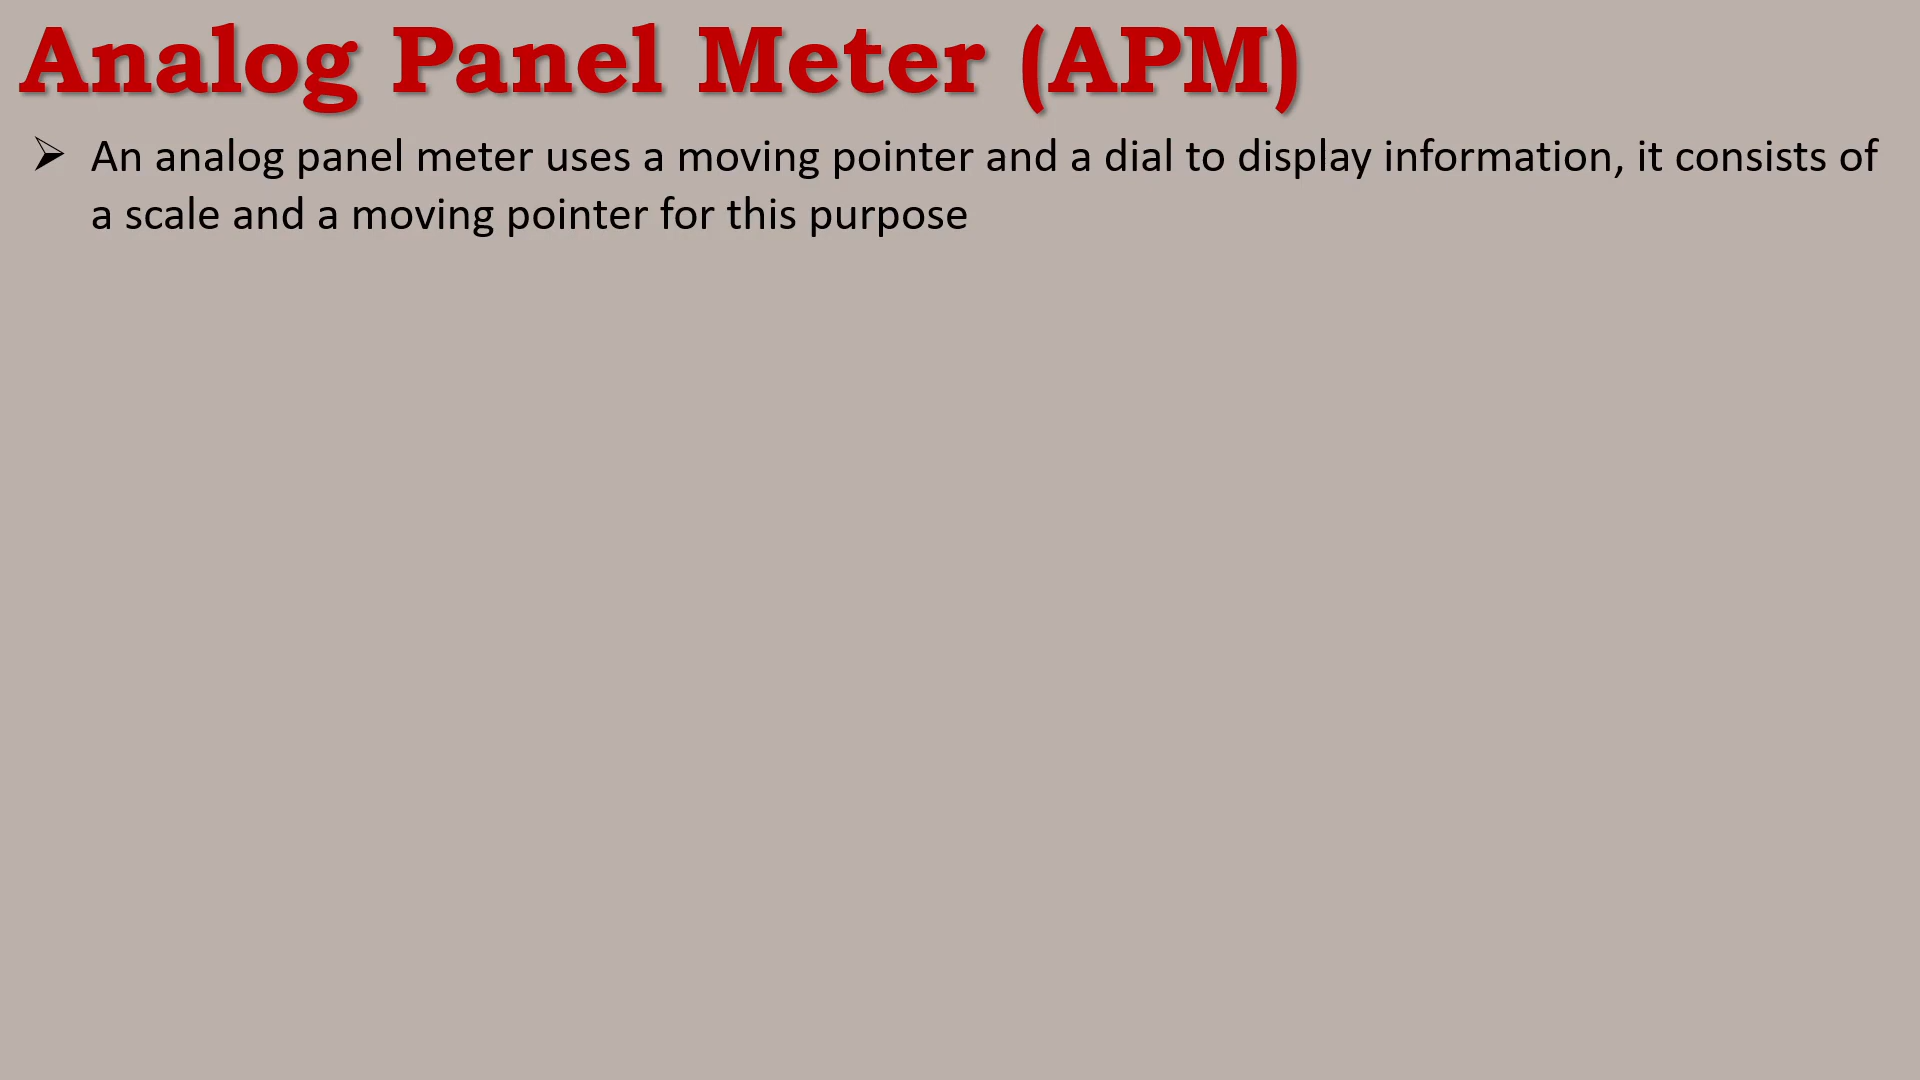 Analog Panel Meter (APM)
➢ An analog panel meter uses a moving pointer and a dial to display information, it consists of
a scale and a moving pointer for this purpose